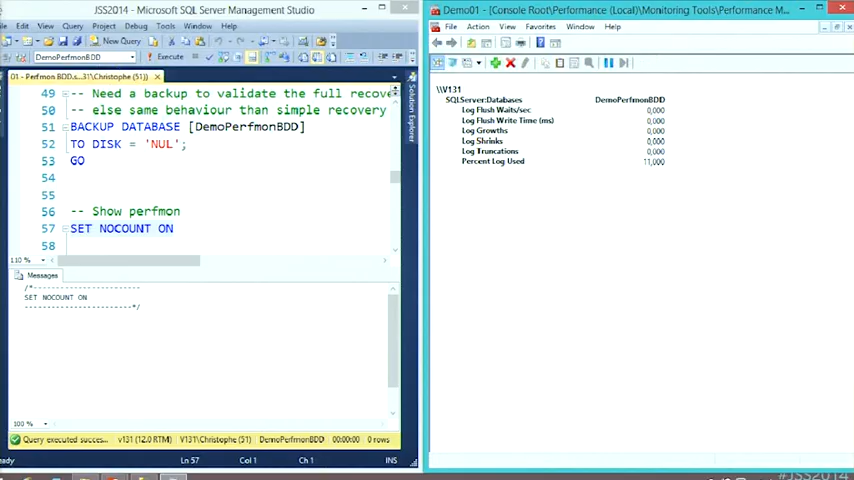 JSS2014 - Microsoft SQL Server Management Studio
File Edit View Query Project Debug Tools Window Help
New Query
DemoPerfmonBDD
Execute
01 - Perfmon BDD.s...31\Christophe (51))
49 -- Need a backup to validate the full recove
50 -- else same behaviour than simple recovery
51 BACKUP DATABASE [DemoPerfmonBDD]
52 TO DISK = 'NUL';
53 GO
54
55
56 -- Show perfmon
57 SET NOCOUNT ON
58
110 %
Solution Explorer
Messages
/*------------------------
SET NOCOUNT ON
------------------------*/
100 %
Query executed succes... v131 (12.0 RTM) V131\Christophe (51) DemoPerfmonBDD 00:00:00 0 rows
eady Ln 57 Col 1 Ch 1 INS
Demo01 - [Console Root\Performance (Local)\Monitoring Tools\Performance M...
File Action View Favorites Window Help
\\V131
SQLServer:Databases DemoPerfmonBDD
Log Flush Waits/sec 0,000
Log Flush Write Time (ms) 0,000
Log Growths 0,000
Log Shrinks 0,000
Log Truncations 0,000
Percent Log Used 11,000
#JSS2014